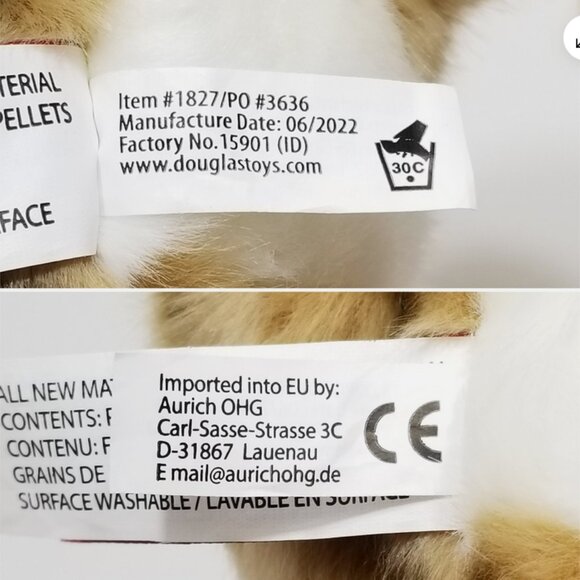 TERIAL
PELLETS
FACE
Item #1827/PO #3636
Manufacture Date: 06/2022
Factory No.15901 (ID)
www.douglastoys.com
30C
ALL NEW MA
CONTENTS:
CONTENU: F
GRAINS DE
SURFACE WASHABLE / LAVABLE EN SURFACE
Imported into EU by:
Aurich OHG
Carl-Sasse-Strasse 3C
D-31867 Lauenau
Email@aurichohg.de
CE